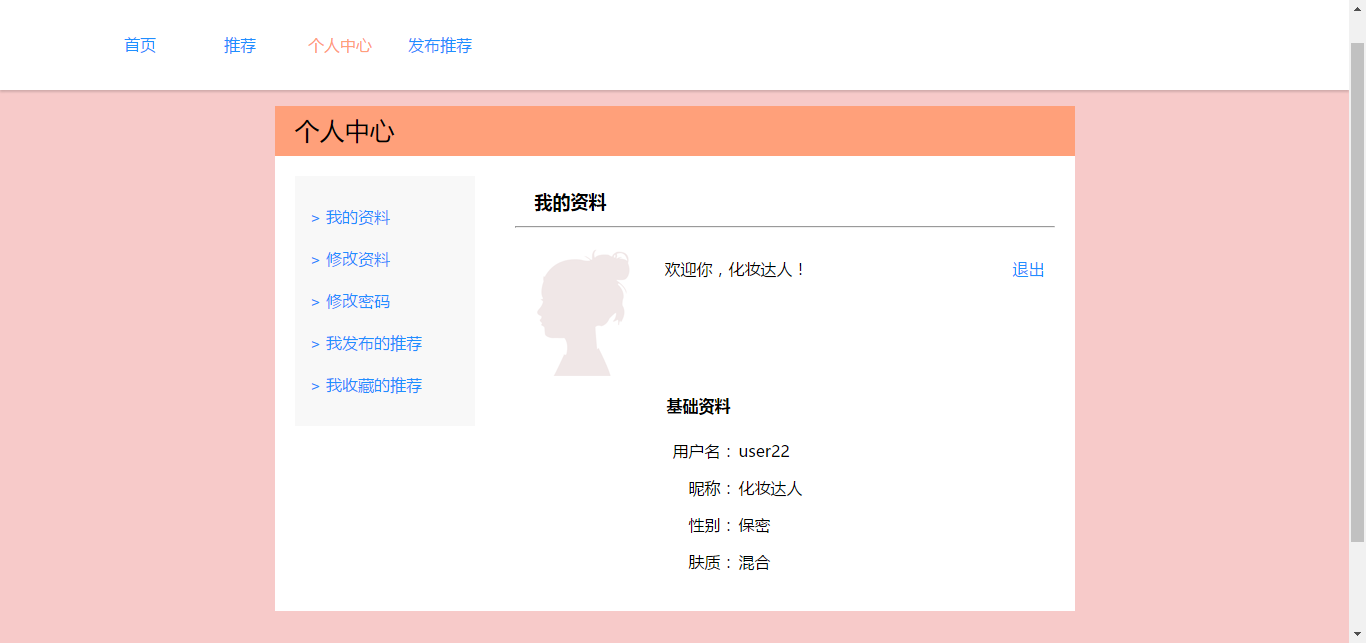 首页 推荐 个人中心 发布推荐
个人中心
> 我的资料
> 修改资料
> 修改密码
> 我发布的推荐
> 我收藏的推荐
我的资料
欢迎你，化妆达人！ 退出
基础资料
用户名：user22
昵称：化妆达人
性别：保密
肤质：混合